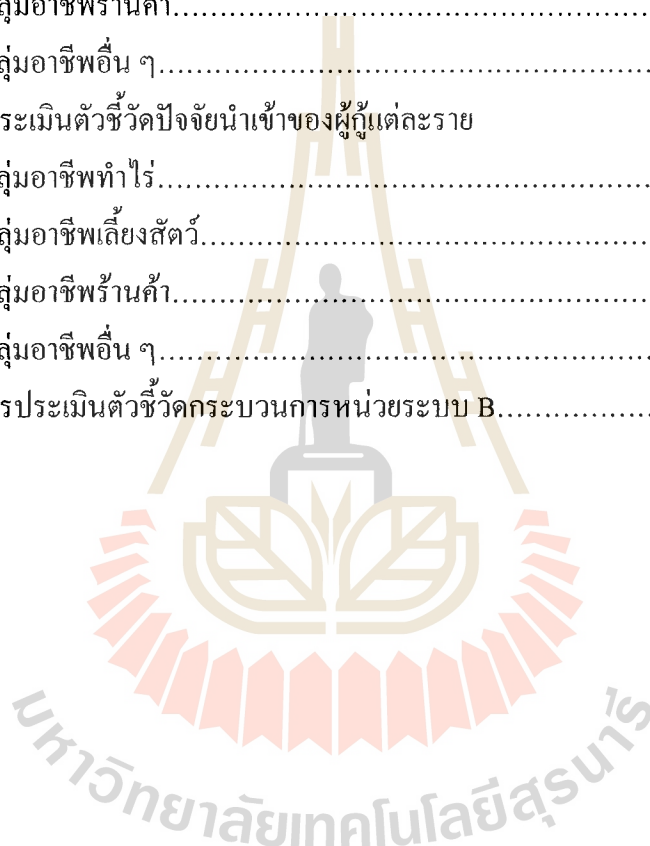 ลุ่มอาชีพร้านค้า
ลุ่มอาชีพอื่น ๆ
ระเมินตัวชี้วัดปัจจัยนำเข้าของผู้กู้แต่ละราย
ลุ่มอาชีพทำไร่
ลุ่มอาชีพเลี้ยงสัตว์
ลุ่มอาชีพร้านค้า
ลุ่มอาชีพอื่น ๆ
รประเมินตัวชี้วัดกระบวนการหน่วยระบบ B
มหาวิทยาลัยเทคโนโลยีสุรนารี